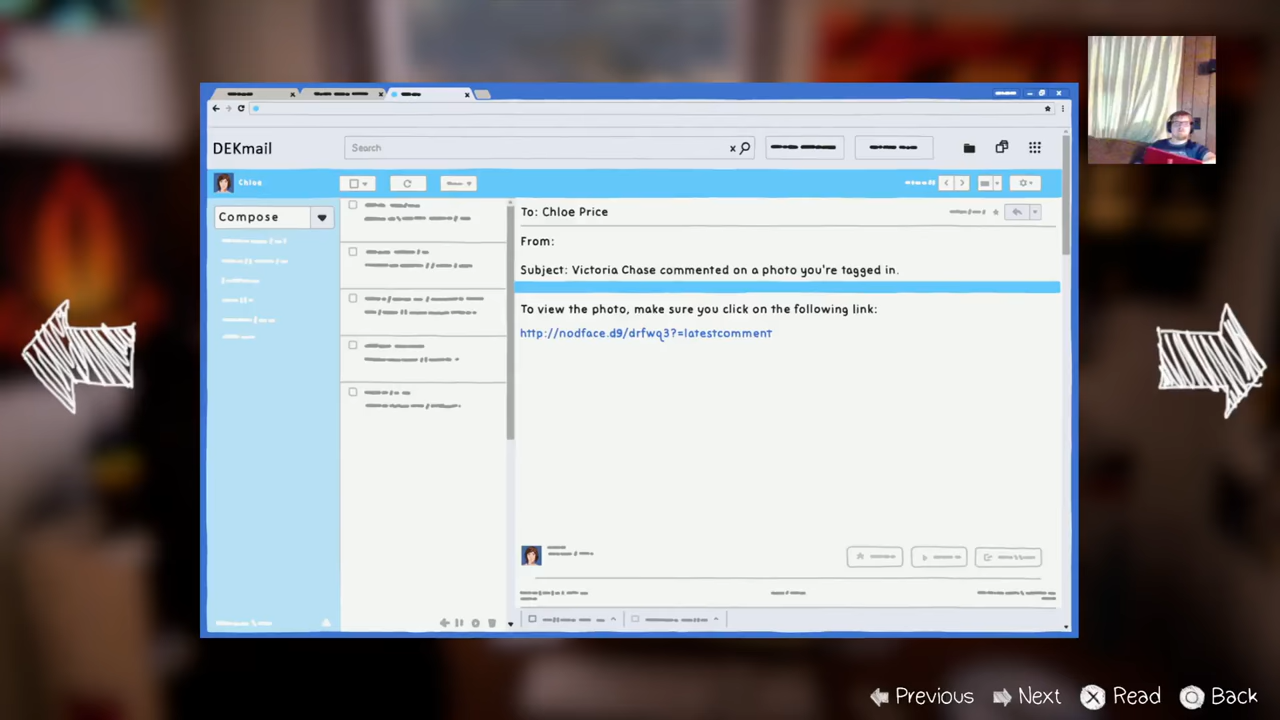 DEKmail
Search
Chloe
Compose
To: Chloe Price
From:
Subject: Victoria Chase commented on a photo you're tagged in.
To view the photo, make sure you click on the following link:
http://nodface.d9/drfwq3?=latestcomment
Previous
Next
Read
Back